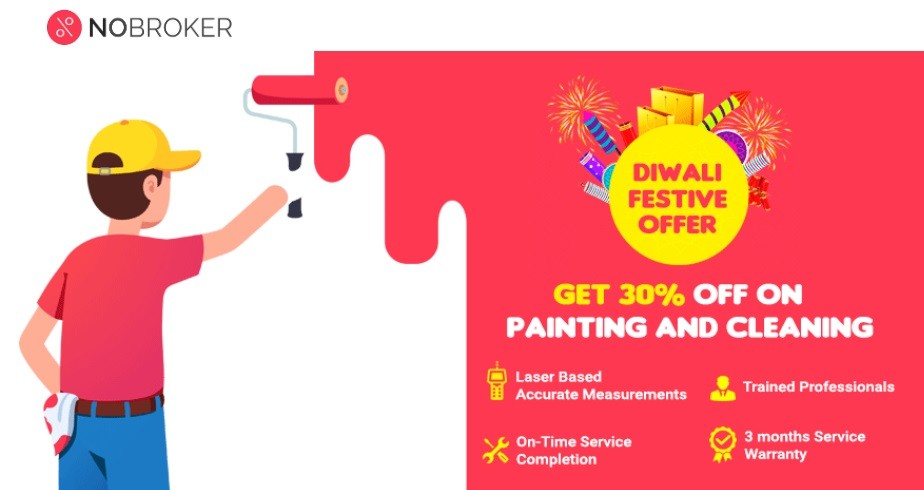 NOBROKER
DIWALI
FESTIVE
OFFER
GET 30% OFF ON
PAINTING AND CLEANING
Laser Based
Accurate Measurements
Trained Professionals
On-Time Service
Completion
3 months Service
Warranty